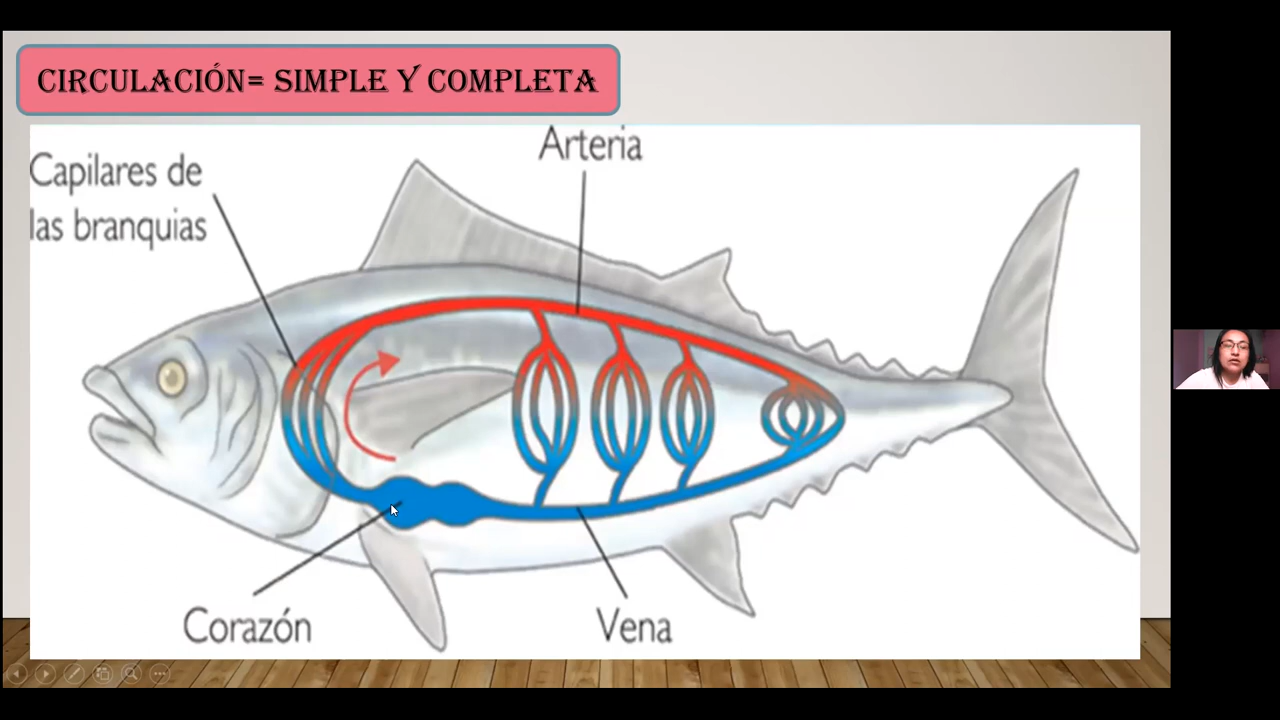 CIRCULACIÓN= SIMPLE Y COMPLETA
Arteria
Capilares de
las branquias
Corazón
Vena